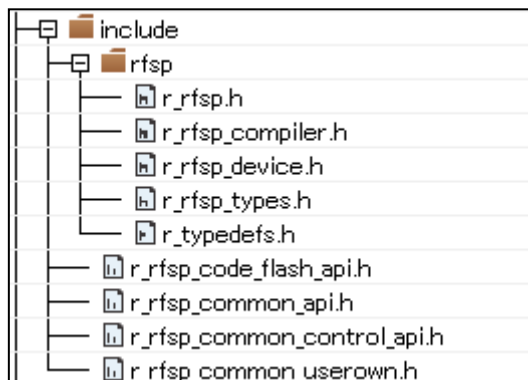 include
rfsp
r_rfsp.h
r_rfsp_compiler.h
r_rfsp_device.h
r_rfsp_types.h
r_typedefs.h
r_rfsp_code_flash_api.h
r_rfsp_common_api.h
r_rfsp_common_control_api.h
r_rfsp_common_userown.h